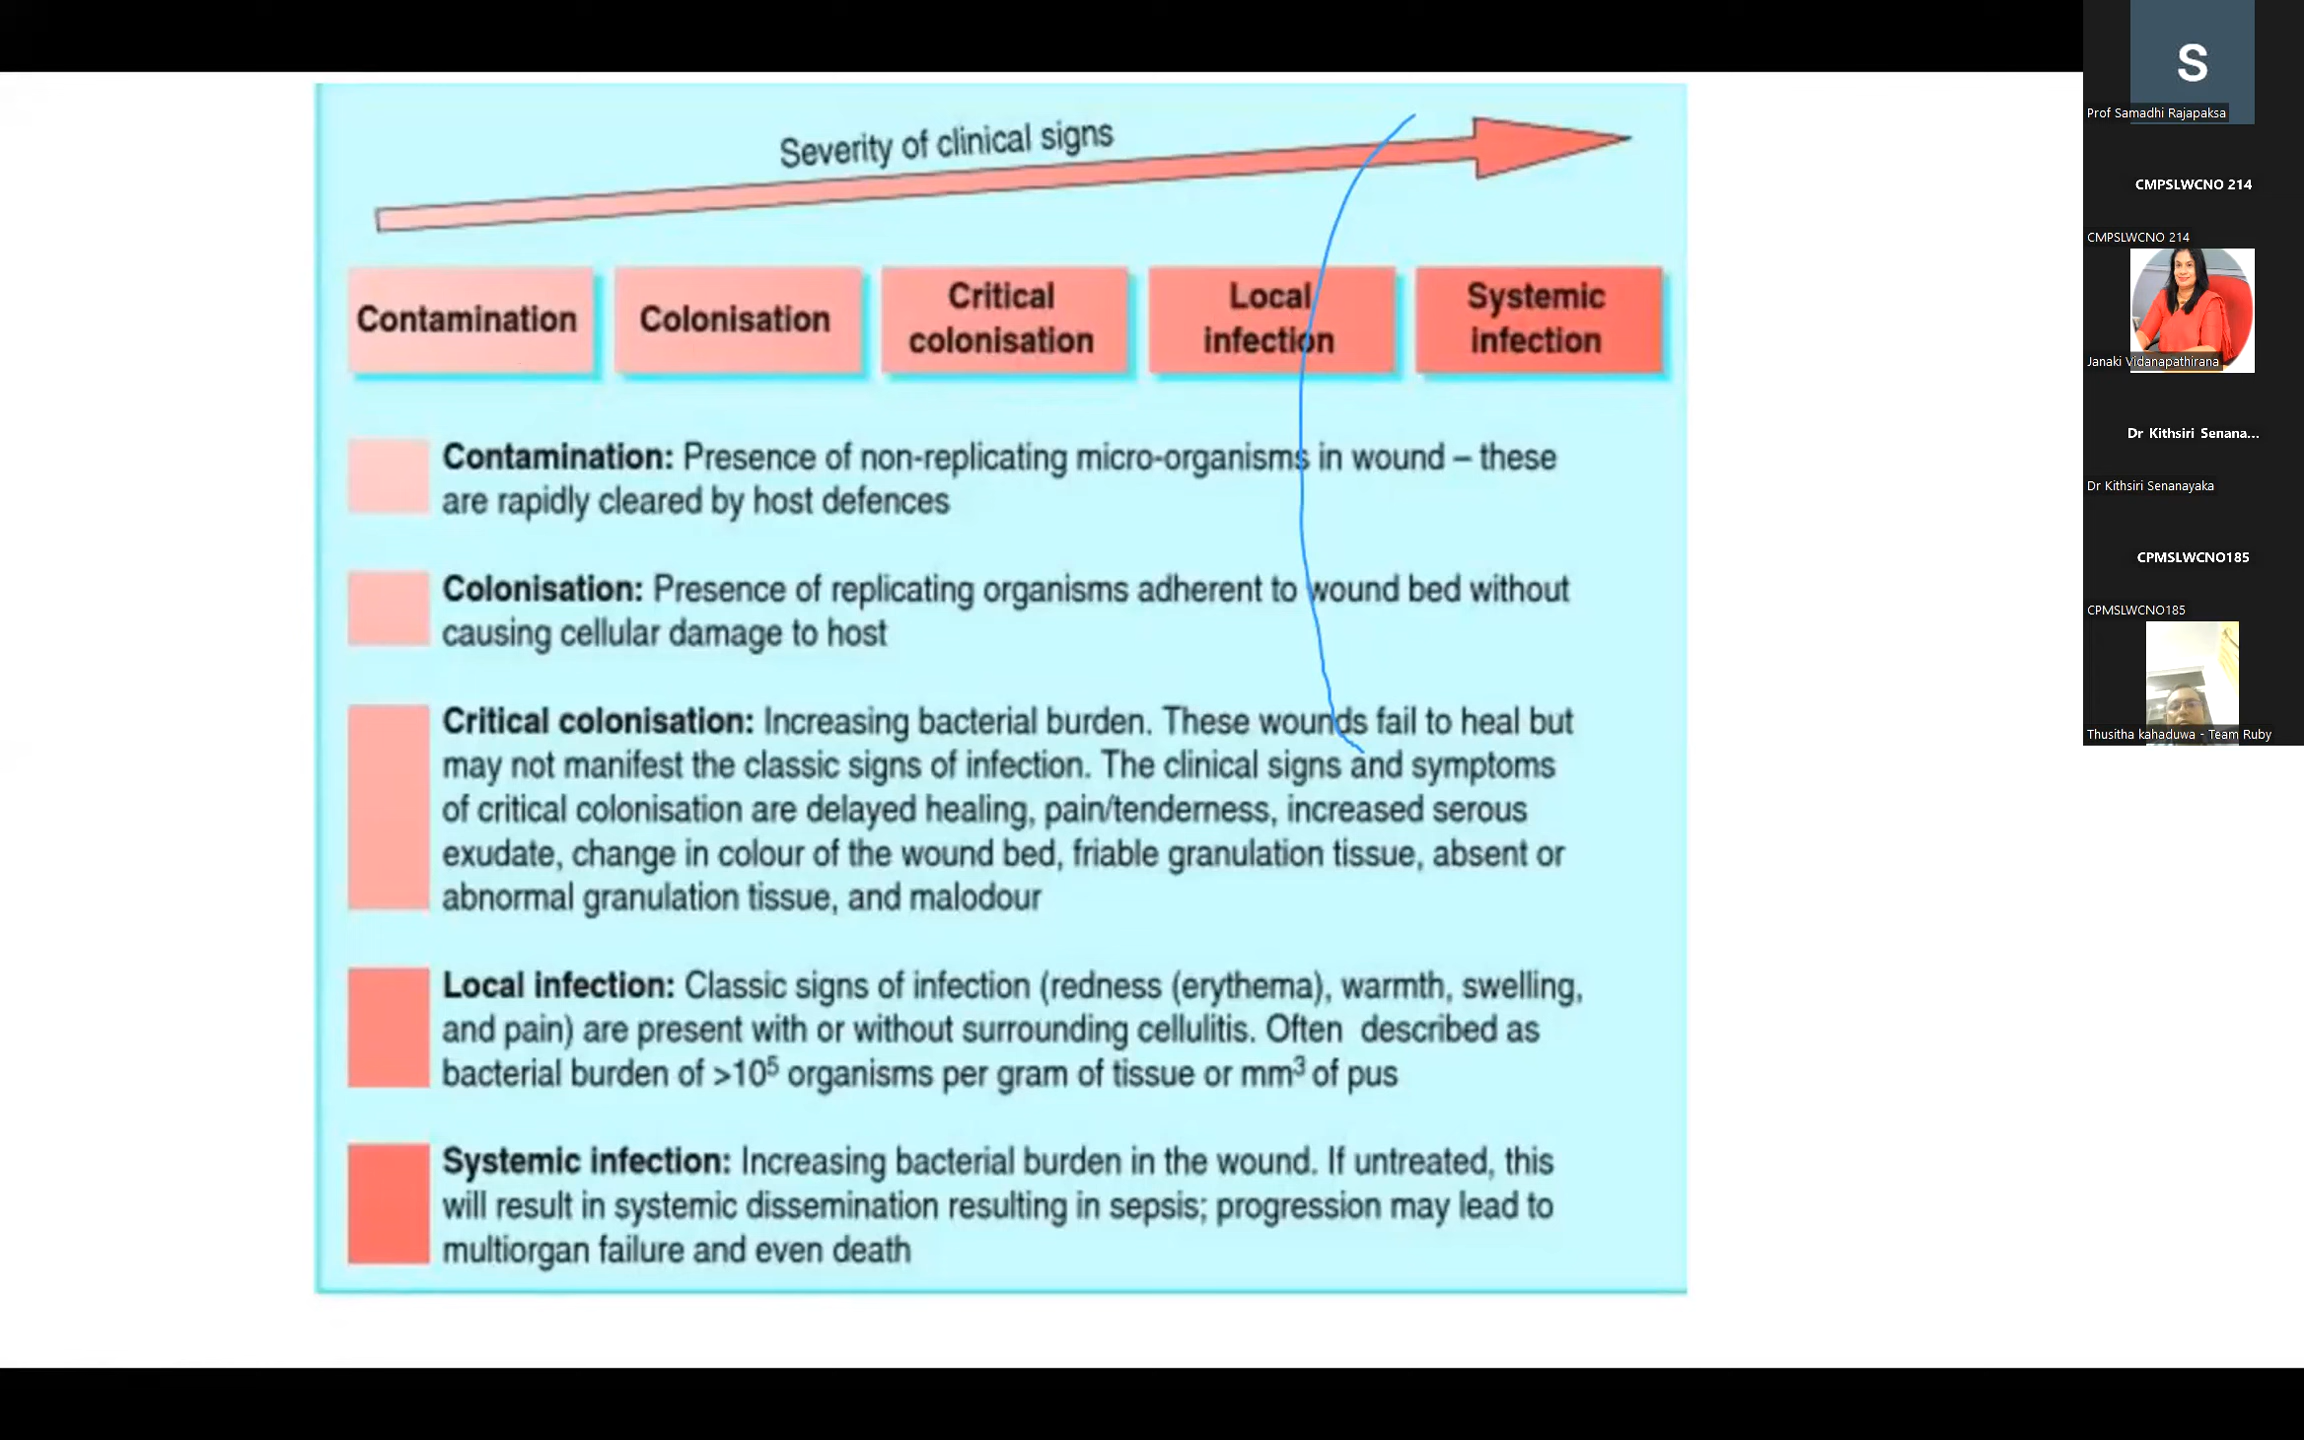 Severity of clinical signs
Contamination
Colonisation
Critical
colonisation
Local
infection
Systemic
infection
Contamination: Presence of non-replicating micro-organisms in wound – these
are rapidly cleared by host defences
Colonisation: Presence of replicating organisms adherent to wound bed without
causing cellular damage to host
Critical colonisation: Increasing bacterial burden. These wounds fail to heal but
may not manifest the classic signs of infection. The clinical signs and symptoms
of critical colonisation are delayed healing, pain/tenderness, increased serous
exudate, change in colour of the wound bed, friable granulation tissue, absent or
abnormal granulation tissue, and malodour
Local infection: Classic signs of infection (redness (erythema), warmth, swelling,
and pain) are present with or without surrounding cellulitis. Often described as
bacterial burden of >10⁵ organisms per gram of tissue or mm³ of pus
Systemic infection: Increasing bacterial burden in the wound. If untreated, this
will result in systemic dissemination resulting in sepsis; progression may lead to
multiorgan failure and even death
S
Prof Samadhi Rajapaksa
CMPSLWCNO 214
CMPSLWCNO 214
Janaki Vidanapathirana
Dr Kithsiri Senana...
Dr Kithsiri Senanayaka
CPMSLWCNO185
CPMSLWCNO185
Thusitha kahaduwa - Team Ruby